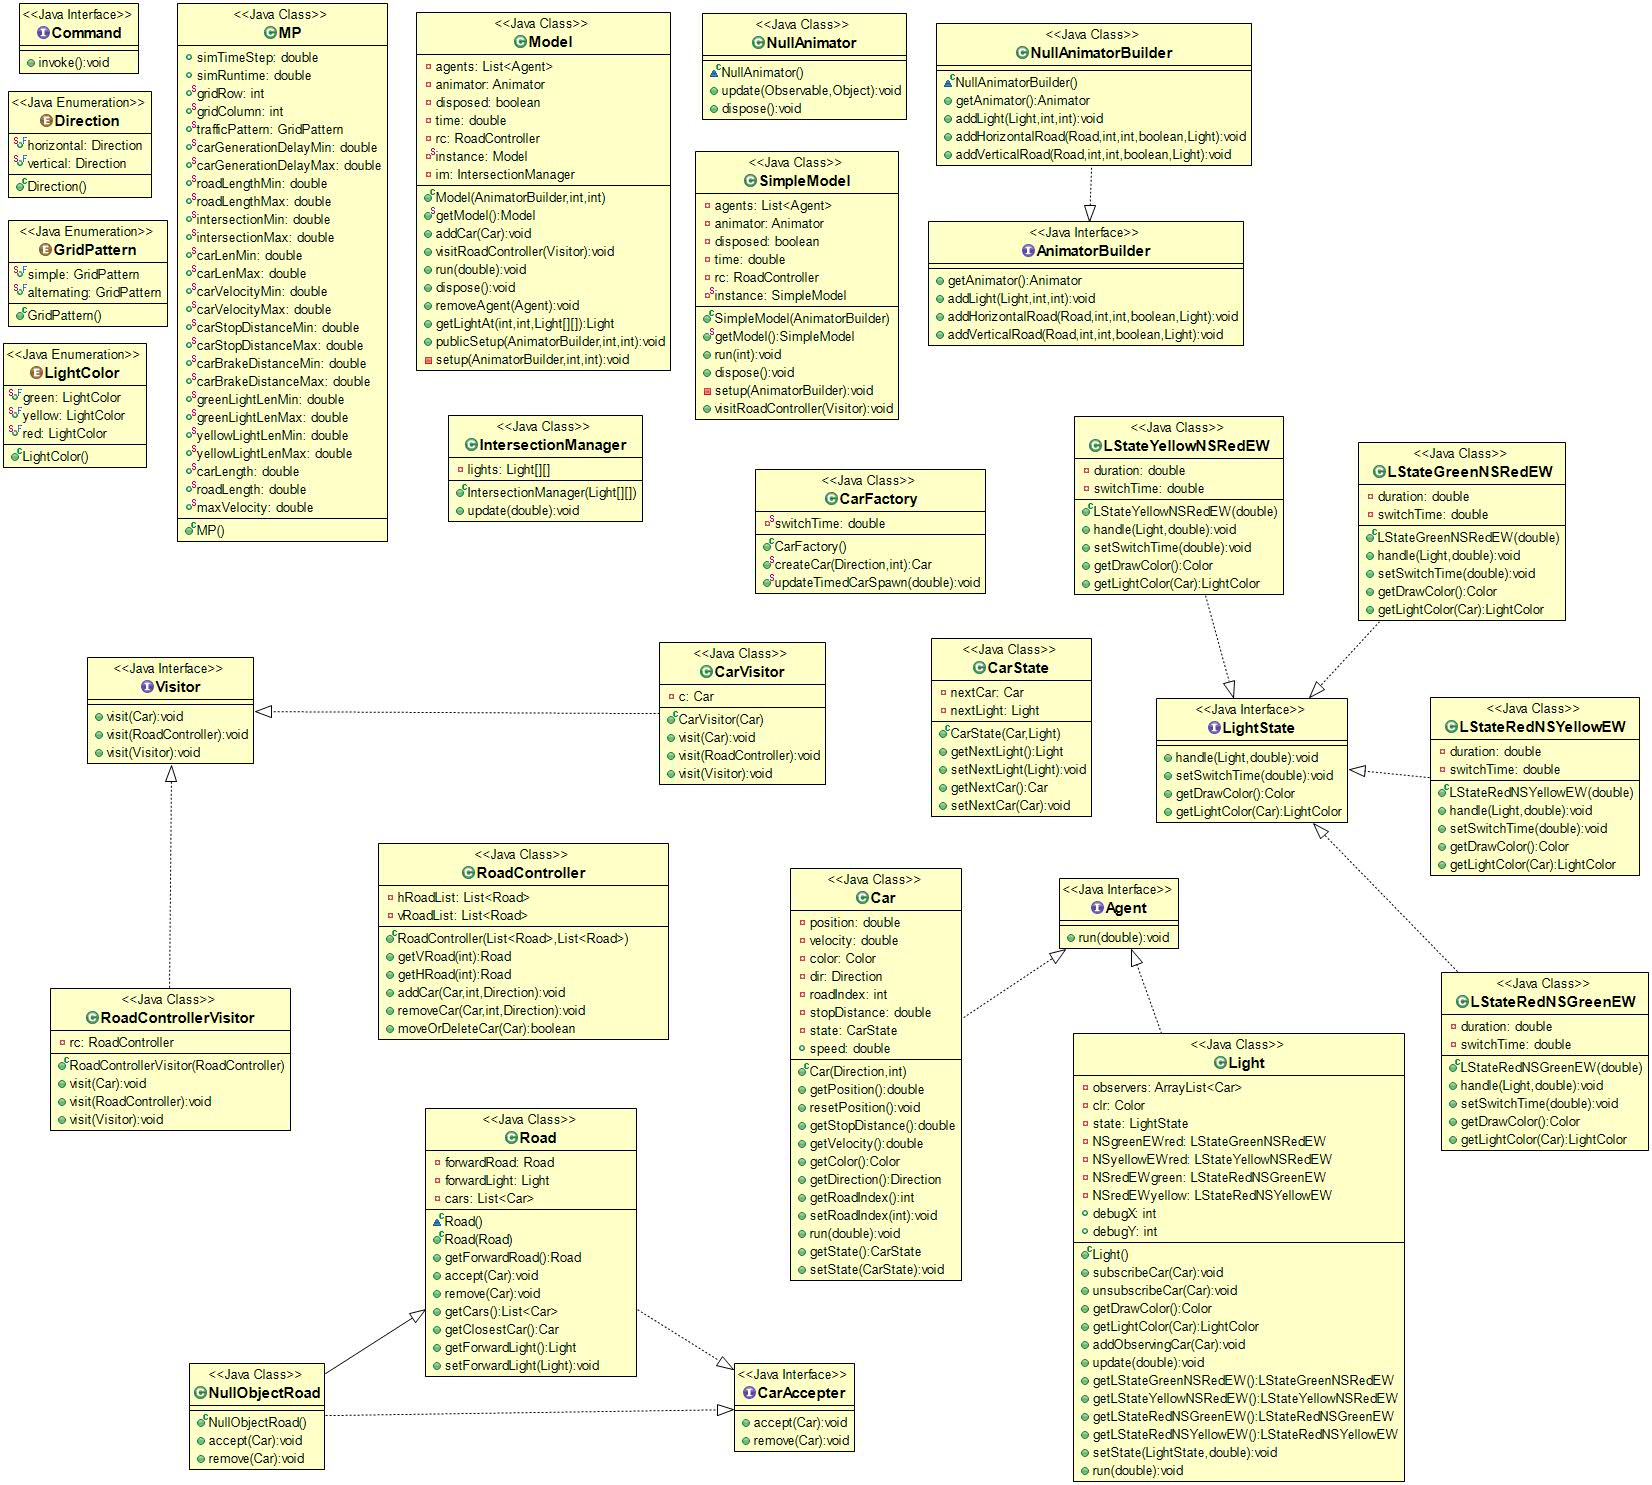 <<Java Interface>>
Command
invoke():void
<<Java Enumeration>>
Direction
horizontal: Direction
vertical: Direction
Direction()
<<Java Enumeration>>
GridPattern
simple: GridPattern
alternating: GridPattern
GridPattern()
<<Java Enumeration>>
LightColor
green: LightColor
yellow: LightColor
red: LightColor
LightColor()
<<Java Class>>
MP
simTimeStep: double
simRuntime: double
gridRow: int
gridColumn: int
trafficPattern: GridPattern
carGenerationDelayMin: double
carGenerationDelayMax: double
roadLengthMin: double
roadLengthMax: double
intersectionMin: double
intersectionMax: double
carLenMin: double
carLenMax: double
carVelocityMin: double
carVelocityMax: double
carStopDistanceMin: double
carStopDistanceMax: double
carBrakeDistanceMin: double
carBrakeDistanceMax: double
greenLightLenMin: double
greenLightLenMax: double
yellowLightLenMin: double
yellowLightLenMax: double
carLength: double
roadLength: double
maxVelocity: double
MP()
<<Java Class>>
Model
agents: List<Agent>
animator: Animator
disposed: boolean
time: double
rc: RoadController
instance: Model
im: IntersectionManager
Model(AnimatorBuilder,int,int)
getModel():Model
addCar(Car):void
visitRoadController(Visitor):void
run(double):void
dispose():void
removeAgent(Agent):void
getLightAt(int,int,Light[][]):Light
publicSetup(AnimatorBuilder,int,int):void
setup(AnimatorBuilder,int,int):void
<<Java Class>>
NullAnimator
NullAnimator()
update(Observable,Object):void
dispose():void
<<Java Class>>
NullAnimatorBuilder
NullAnimatorBuilder()
getAnimator():Animator
addLight(Light,int,int):void
addHorizontalRoad(Road,int,int,boolean,Light):void
addVerticalRoad(Road,int,int,boolean,Light):void
<<Java Class>>
SimpleModel
agents: List<Agent>
animator: Animator
disposed: boolean
time: double
rc: RoadController
instance: SimpleModel
SimpleModel(AnimatorBuilder)
getModel():SimpleModel
run(int):void
dispose():void
setup(AnimatorBuilder):void
visitRoadController(Visitor):void
<<Java Interface>>
AnimatorBuilder
getAnimator():Animator
addLight(Light,int,int):void
addHorizontalRoad(Road,int,int,boolean,Light):void
addVerticalRoad(Road,int,int,boolean,Light):void
<<Java Class>>
IntersectionManager
lights: Light[][]
IntersectionManager(Light[][])
update(double):void
<<Java Class>>
CarFactory
switchTime: double
CarFactory()
createCar(Direction,int):Car
updateTimedCarSpawn(double):void
<<Java Class>>
LStateYellowNSRedEW
duration: double
switchTime: double
LStateYellowNSRedEW(double)
handle(Light,double):void
setSwitchTime(double):void
getDrawColor():Color
getLightColor(Car):LightColor
<<Java Class>>
LStateGreenNSRedEW
duration: double
switchTime: double
LStateGreenNSRedEW(double)
handle(Light,double):void
setSwitchTime(double):void
getDrawColor():Color
getLightColor(Car):LightColor
<<Java Interface>>
Visitor
visit(Car):void
visit(RoadController):void
visit(Visitor):void
<<Java Class>>
CarVisitor
c: Car
CarVisitor(Car)
visit(Car):void
visit(RoadController):void
visit(Visitor):void
<<Java Class>>
CarState
nextCar: Car
nextLight: Light
CarState(Car,Light)
getNextLight():Light
setNextLight(Light):void
getNextCar():Car
setNextCar(Car):void
<<Java Interface>>
LightState
handle(Light,double):void
setSwitchTime(double):void
getDrawColor():Color
getLightColor(Car):LightColor
<<Java Class>>
LStateRedNSYellowEW
duration: double
switchTime: double
LStateRedNSYellowEW(double)
handle(Light,double):void
setSwitchTime(double):void
getDrawColor():Color
getLightColor(Car):LightColor
<<Java Class>>
RoadController
hRoadList: List<Road>
vRoadList: List<Road>
RoadController(List<Road>,List<Road>)
getVRoad(int):Road
getHRoad(int):Road
addCar(Car,int,Direction):void
removeCar(Car,int,Direction):void
moveOrDeleteCar(Car):boolean
<<Java Class>>
Car
position: double
velocity: double
color: Color
dir: Direction
roadIndex: int
stopDistance: double
state: CarState
speed: double
Car(Direction,int)
getPosition():double
resetPosition():void
getStopDistance():double
getVelocity():double
getColor():Color
getDirection():Direction
getRoadIndex():int
setRoadIndex(int):void
run(double):void
getState():CarState
setState(CarState):void
<<Java Interface>>
Agent
run(double):void
<<Java Class>>
LStateRedNSGreenEW
duration: double
switchTime: double
LStateRedNSGreenEW(double)
handle(Light,double):void
setSwitchTime(double):void
getDrawColor():Color
getLightColor(Car):LightColor
<<Java Class>>
RoadControllerVisitor
rc: RoadController
RoadControllerVisitor(RoadController)
visit(Car):void
visit(RoadController):void
visit(Visitor):void
<<Java Class>>
Light
observers: ArrayList<Car>
clr: Color
state: LightState
NSgreenEWred: LStateGreenNSRedEW
NSyellowEWred: LStateYellowNSRedEW
NSredEWgreen: LStateRedNSGreenEW
NSredEWyellow: LStateRedNSYellowEW
debugX: int
debugY: int
Light()
subscribeCar(Car):void
unsubscribeCar(Car):void
getDrawColor():Color
getLightColor(Car):LightColor
addObservingCar(Car):void
update(double):void
getLStateGreenNSRedEW():LStateGreenNSRedEW
getLStateYellowNSRedEW():LStateYellowNSRedEW
getLStateRedNSGreenEW():LStateRedNSGreenEW
getLStateRedNSYellowEW():LStateRedNSYellowEW
setState(LightState,double):void
run(double):void
<<Java Class>>
Road
forwardRoad: Road
forwardLight: Light
cars: List<Car>
Road()
Road(Road)
getForwardRoad():Road
accept(Car):void
remove(Car):void
getCars():List<Car>
getClosestCar():Car
getForwardLight():Light
setForwardLight(Light):void
<<Java Class>>
NullObjectRoad
NullObjectRoad()
accept(Car):void
remove(Car):void
<<Java Interface>>
CarAccepter
accept(Car):void
remove(Car):void